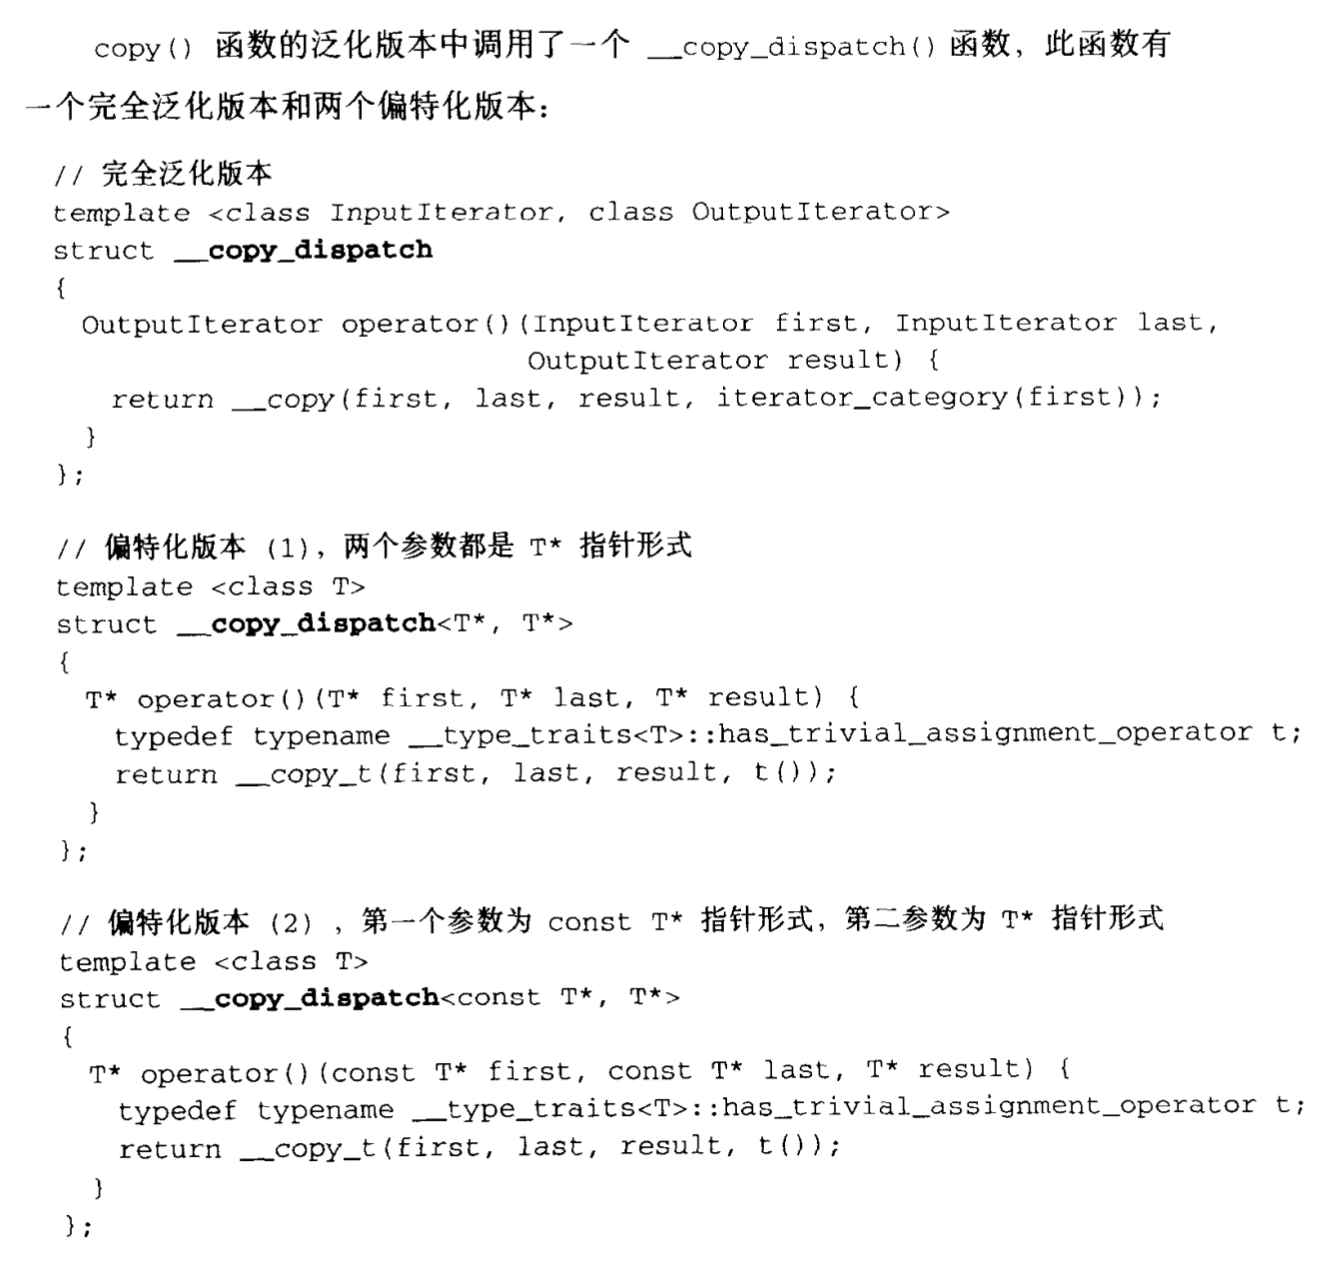 copy() 函数的泛化版本中调用了一个 __copy_dispatch() 函数，此函数有
一个完全泛化版本和两个偏特化版本：
// 完全泛化版本
template <class InputIterator, class OutputIterator>
struct __copy_dispatch
{
  OutputIterator operator()(InputIterator first, InputIterator last,
                            OutputIterator result) {
    return __copy(first, last, result, iterator_category(first));
  }
};
// 偏特化版本 (1)，两个参数都是 T* 指针形式
template <class T>
struct __copy_dispatch<T*, T*>
{
  T* operator()(T* first, T* last, T* result) {
    typedef typename __type_traits<T>::has_trivial_assignment_operator t;
    return __copy_t(first, last, result, t());
  }
};
// 偏特化版本 (2) ，第一个参数为 const T* 指针形式，第二参数为 T* 指针形式
template <class T>
struct __copy_dispatch<const T*, T*>
{
  T* operator()(const T* first, const T* last, T* result) {
    typedef typename __type_traits<T>::has_trivial_assignment_operator t;
    return __copy_t(first, last, result, t());
  }
};